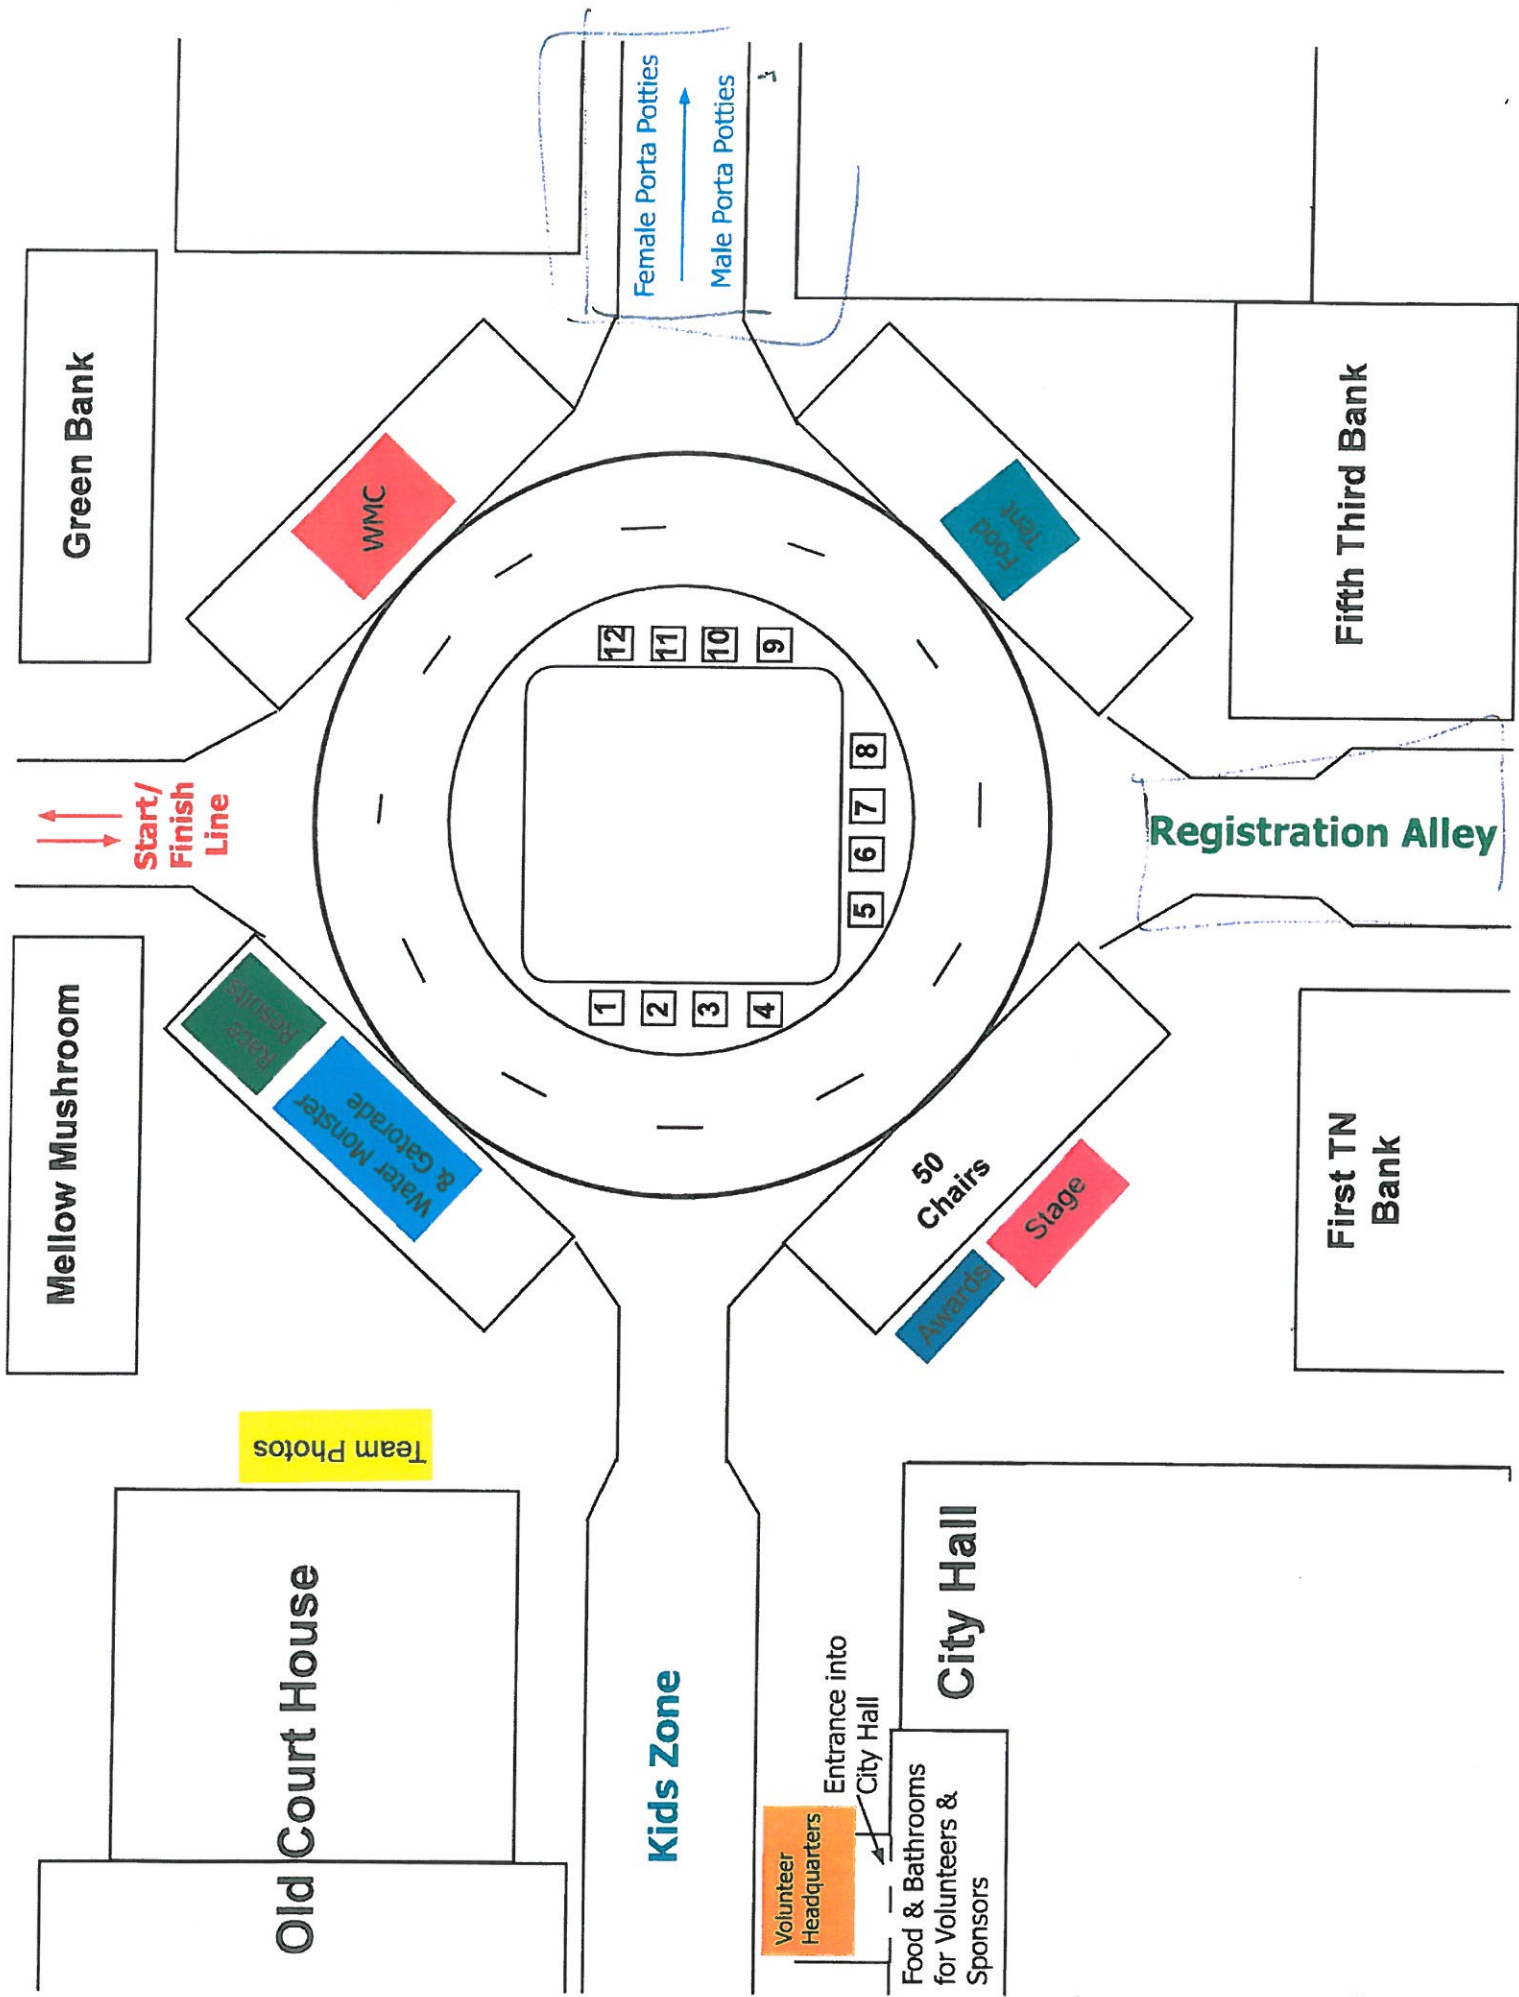 Old Court House
Team Photos
Mellow Mushroom
Start/
Finish
Line
Green Bank
Race
Results
Water Monster
& Gatorade
WMC
Kids Zone
1
2
3
4
5
6
7
8
9
10
11
12
Female Porta Potties
Male Porta Potties
Volunteer
Headquarters
Entrance into
City Hall
Food & Bathrooms
for Volunteers &
Sponsors
City Hall
Awards
Stage
50
Chairs
Food
Tent
First TN
Bank
Registration Alley
Fifth Third Bank